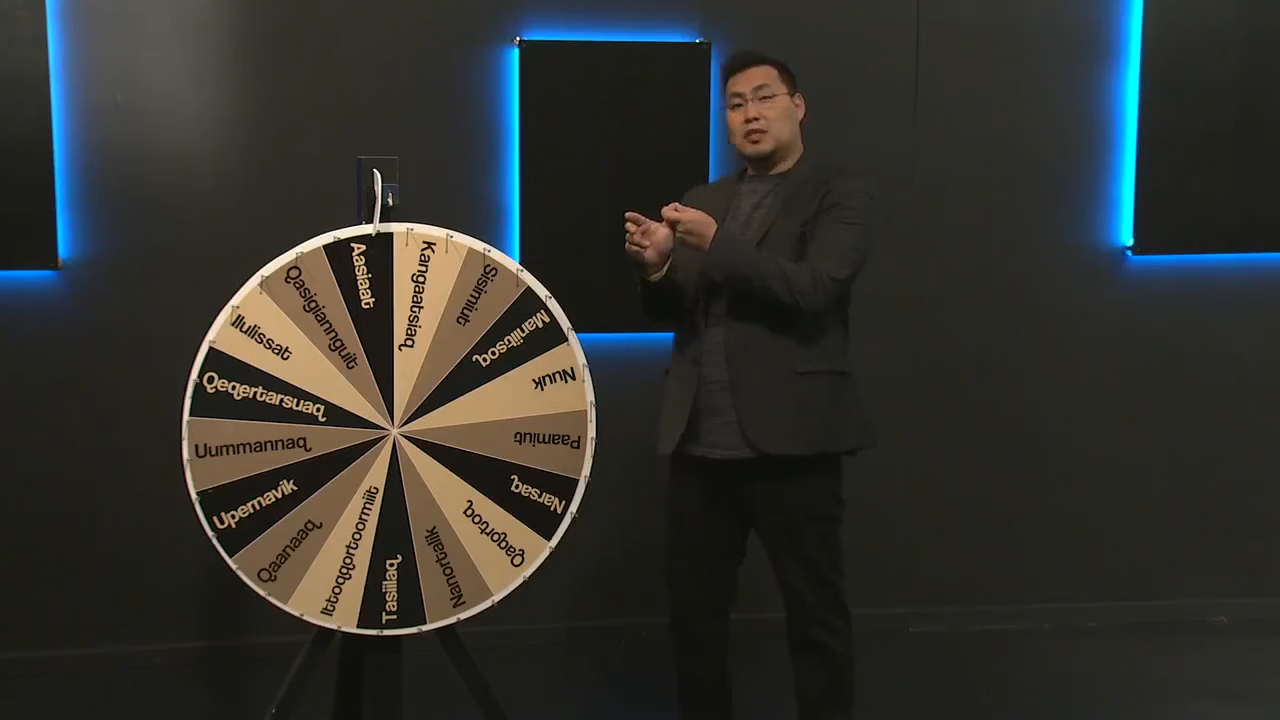 Aasiaat
Kangaatsiaq
Sisimiut
Maniitsoq
Nuuk
Paamiut
Narsaq
Qaqortoq
Nanortalik
Tasiilaq
Ittoqqortoormiit
Qaanaaq
Upernavik
Uummannaq
Qeqertarsuaq
Ilulissat
Qasigiannguit